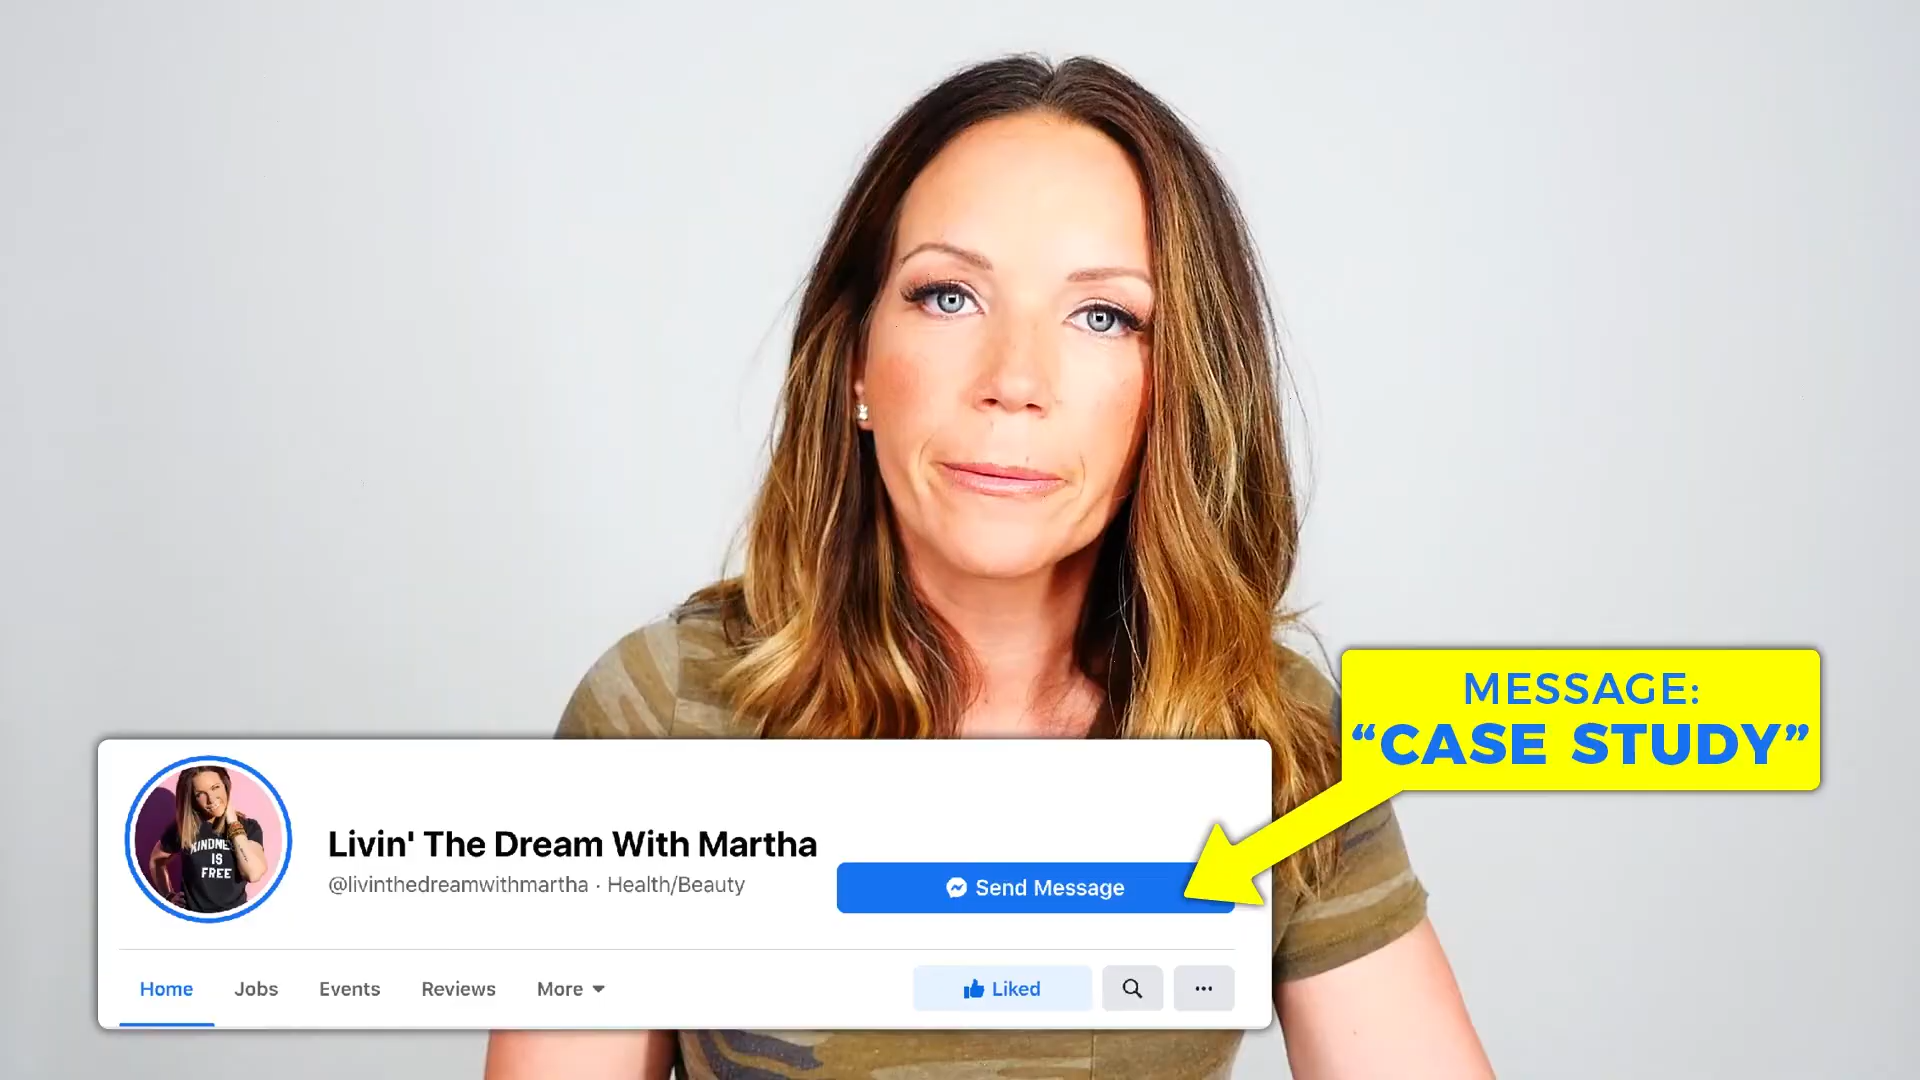 MESSAGE:
“CASE STUDY”
KINDNE
IS
FREE
Livin' The Dream With Martha
@livinthedreamwithmartha · Health/Beauty
Send Message
Home Jobs Events Reviews More
Liked